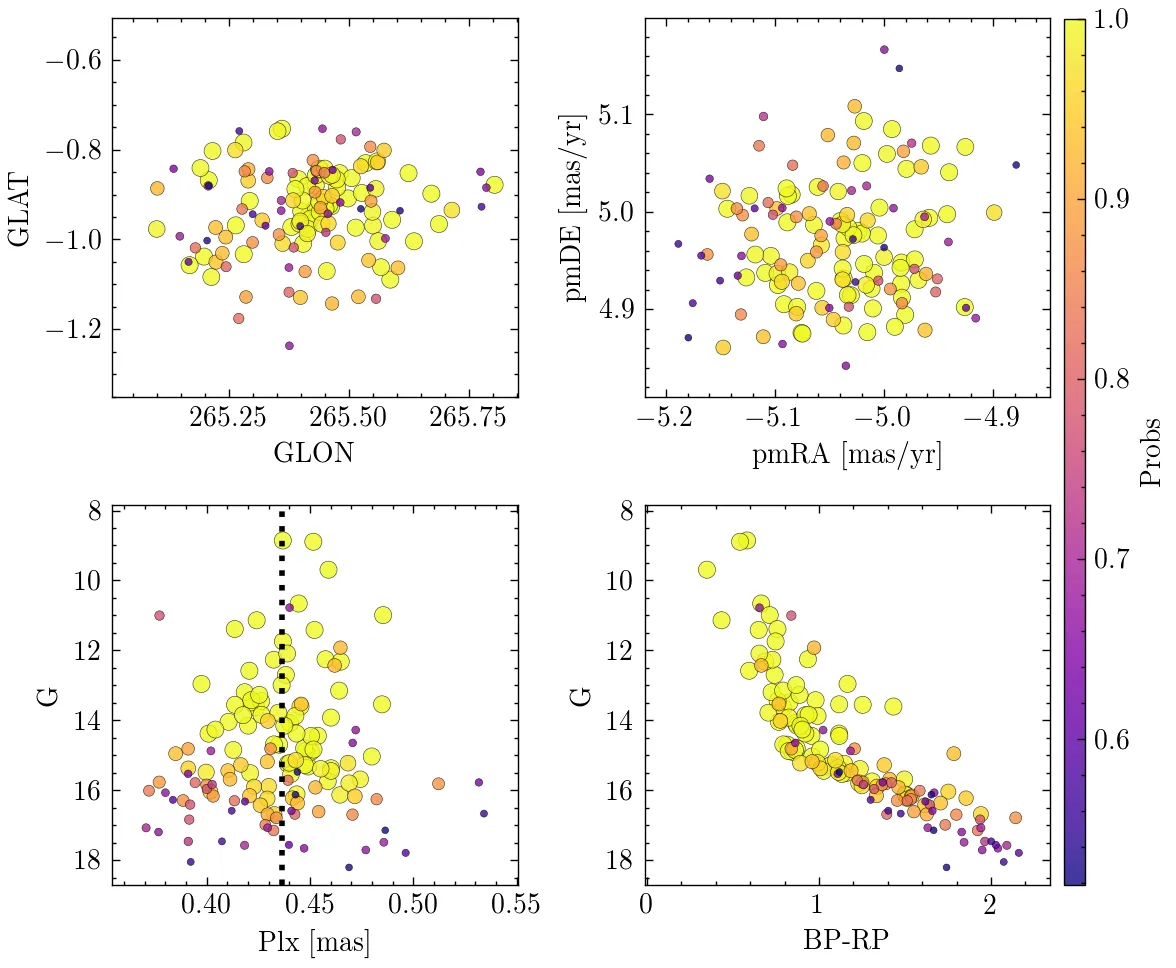 −0.6
−0.8
−1.0
−1.2
GLAT
265.25 265.50 265.75
GLON
5.1
5.0
4.9
pmDE [mas/yr]
−5.2 −5.1 −5.0 −4.9
pmRA [mas/yr]
8
10
12
14
16
18
G
0.40 0.45 0.50 0.55
Plx [mas]
8
10
12
14
16
18
G
0 1 2
BP-RP
1.0
0.9
0.8
0.7
0.6
Probs